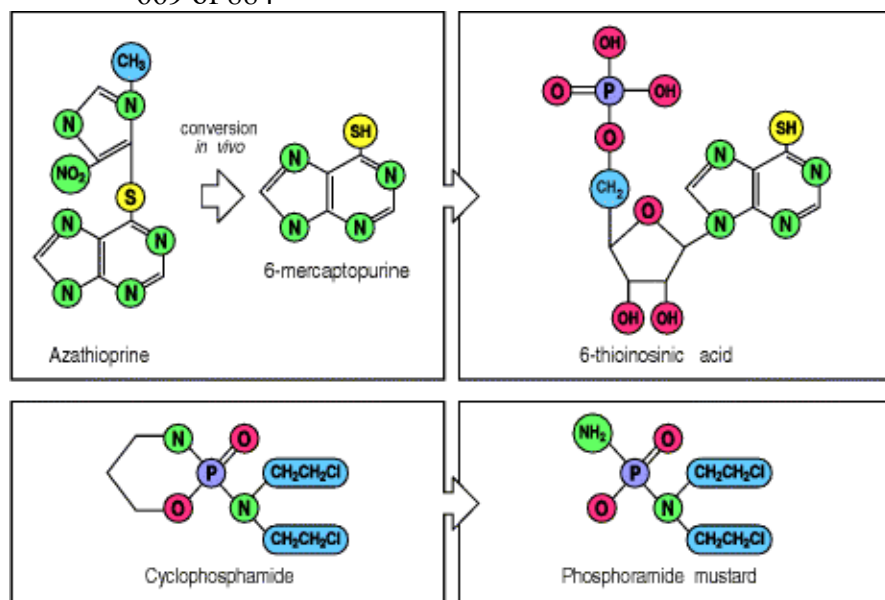 CH₃
OH
N
N
O
P
OH
conversion
in vivo
SH
O
SH
NO₂
N
N
N
S
CH₂
O
N
N
N
N
N
N
N
N
6-mercaptopurine
N
N
OH
OH
Azathioprine
6-thioinosinic acid
N
O
NH₂
O
P
CH₂CH₂Cl
P
CH₂CH₂Cl
O
N
O
N
CH₂CH₂Cl
CH₂CH₂Cl
Cyclophosphamide
Phosphoramide mustard